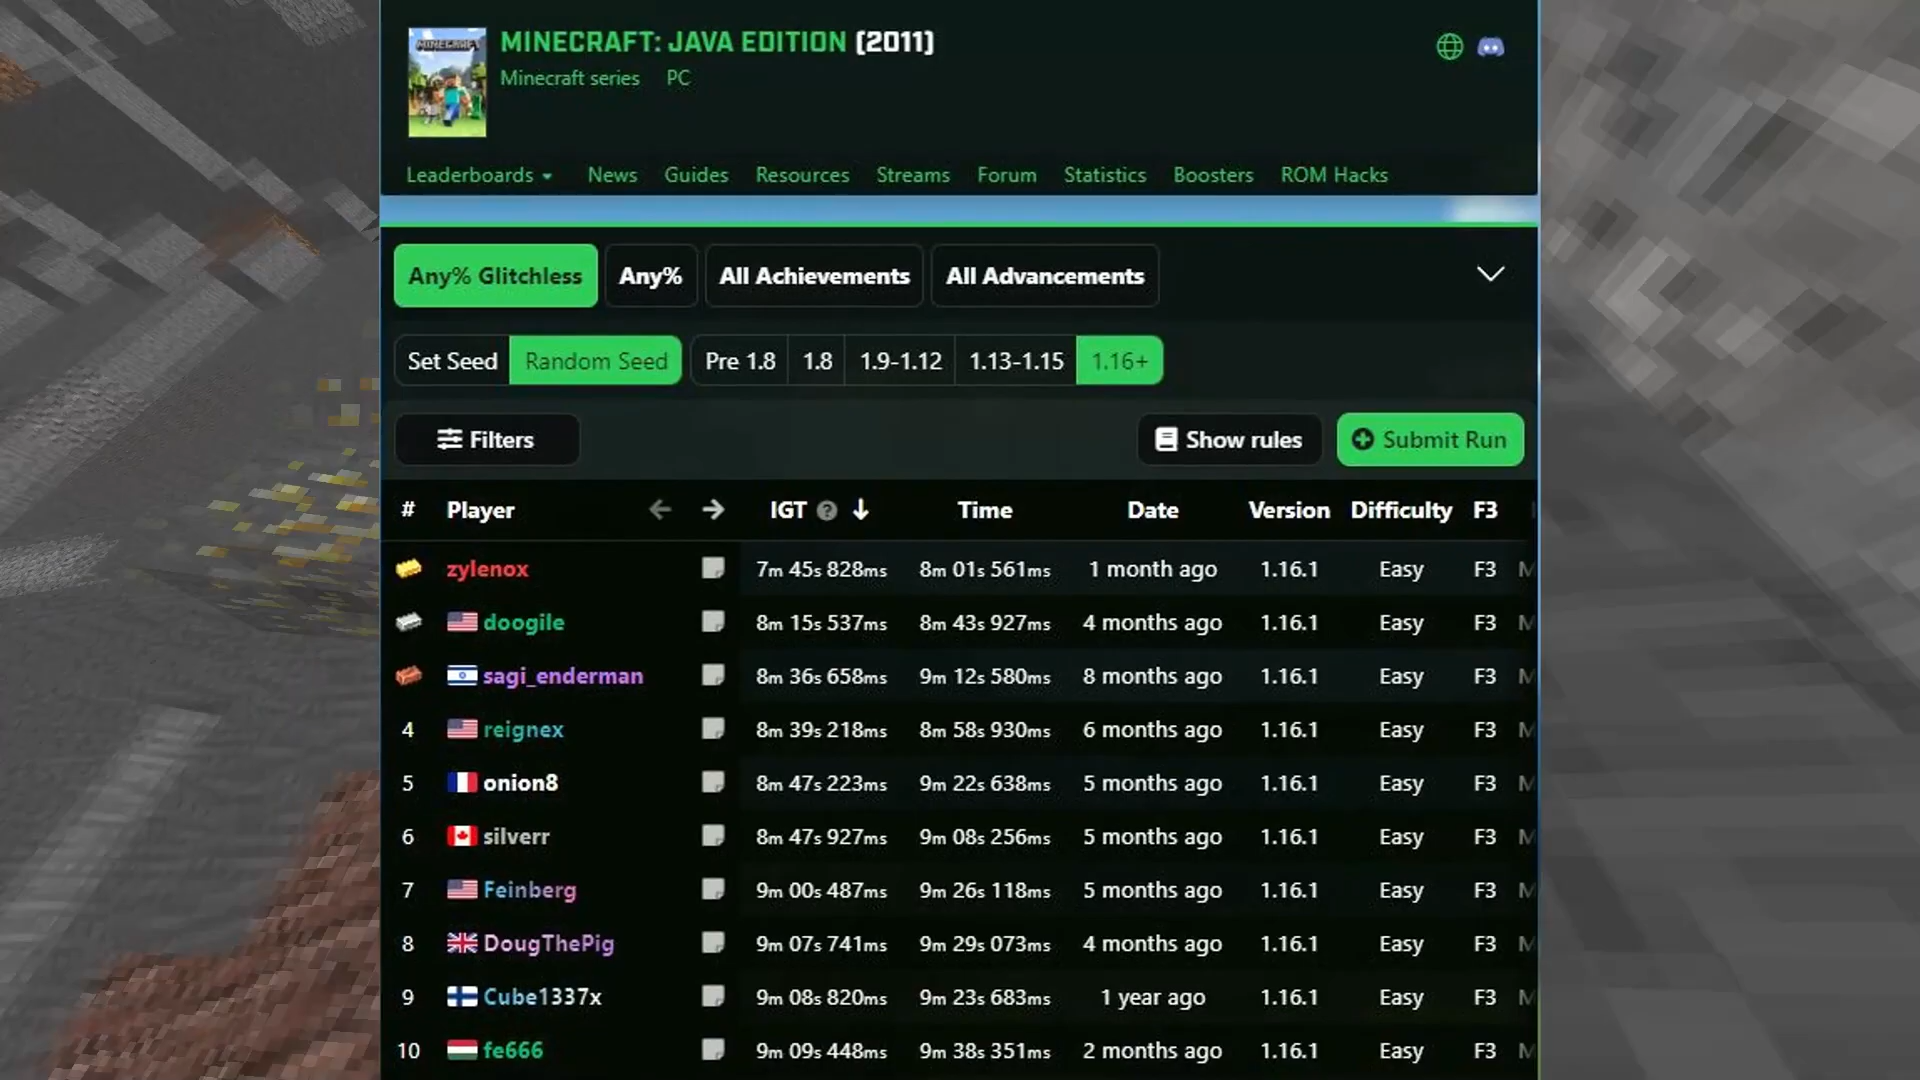 MINECRAFT: JAVA EDITION (2011)
Minecraft series PC
MINECRAFT
Leaderboards News Guides Resources Streams Forum Statistics Boosters ROM Hacks
Any% Glitchless Any% All Achievements All Advancements
Set Seed Random Seed Pre 1.8 1.8 1.9-1.12 1.13-1.15 1.16+
Filters Show rules Submit Run
# Player IGT ? Time Date Version Difficulty F3
zylenox 7m 45s 828ms 8m 01s 561ms 1 month ago 1.16.1 Easy F3 M
doogile 8m 15s 537ms 8m 43s 927ms 4 months ago 1.16.1 Easy F3 M
sagi_enderman 8m 36s 658ms 9m 12s 580ms 8 months ago 1.16.1 Easy F3 M
4 reignex 8m 39s 218ms 8m 58s 930ms 6 months ago 1.16.1 Easy F3 M
5 onion8 8m 47s 223ms 9m 22s 638ms 5 months ago 1.16.1 Easy F3 M
6 silverr 8m 47s 927ms 9m 08s 256ms 5 months ago 1.16.1 Easy F3 M
7 Feinberg 9m 00s 487ms 9m 26s 118ms 5 months ago 1.16.1 Easy F3 M
8 DougThePig 9m 07s 741ms 9m 29s 073ms 4 months ago 1.16.1 Easy F3 M
9 Cube1337x 9m 08s 820ms 9m 23s 683ms 1 year ago 1.16.1 Easy F3 M
10 fe666 9m 09s 448ms 9m 38s 351ms 2 months ago 1.16.1 Easy F3 M